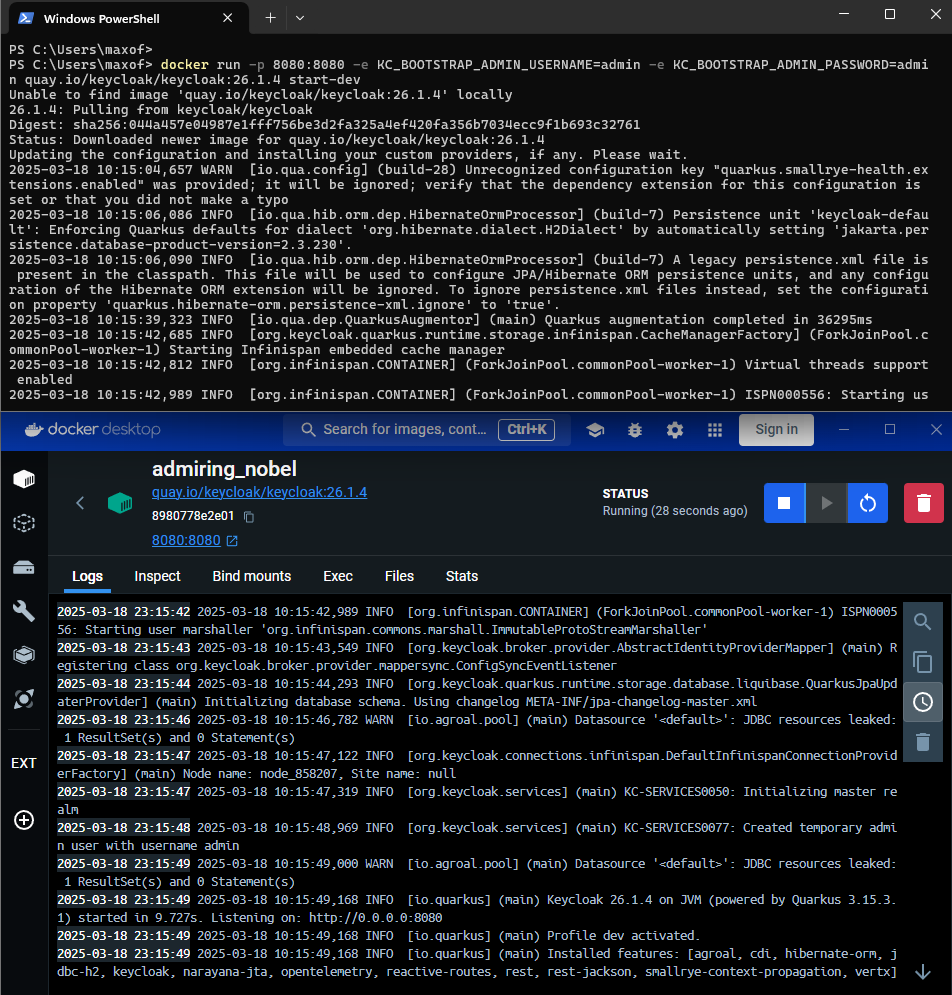 Windows PowerShell
PS C:\Users\maxof>
PS C:\Users\maxof> docker run -p 8080:8080 -e KC_BOOTSTRAP_ADMIN_USERNAME=admin -e KC_BOOTSTRAP_ADMIN_PASSWORD=admi
n quay.io/keycloak/keycloak:26.1.4 start-dev
Unable to find image 'quay.io/keycloak/keycloak:26.1.4' locally
26.1.4: Pulling from keycloak/keycloak
Digest: sha256:044a457e04987e1fff756be3d2fa325a4ef420fa356b7034ecc9f1b693c32761
Status: Downloaded newer image for quay.io/keycloak/keycloak:26.1.4
Updating the configuration and installing your custom providers, if any. Please wait.
2025-03-18 10:15:04,657 WARN  [io.qua.config] (build-28) Unrecognized configuration key "quarkus.smallrye-health.ex
tensions.enabled" was provided; it will be ignored; verify that the dependency extension for this configuration is
set or that you did not make a typo
2025-03-18 10:15:06,086 INFO  [io.qua.hib.orm.dep.HibernateOrmProcessor] (build-7) Persistence unit 'keycloak-defau
lt': Enforcing Quarkus defaults for dialect 'org.hibernate.dialect.H2Dialect' by automatically setting 'jakarta.per
sistence.database-product-version=2.3.230'.
2025-03-18 10:15:06,090 INFO  [io.qua.hib.orm.dep.HibernateOrmProcessor] (build-7) A legacy persistence.xml file is
 present in the classpath. This file will be used to configure JPA/Hibernate ORM persistence units, and any configu
ration of the Hibernate ORM extension will be ignored. To ignore persistence.xml files instead, set the configurati
on property 'quarkus.hibernate-orm.persistence-xml.ignore' to 'true'.
2025-03-18 10:15:39,323 INFO  [io.qua.dep.QuarkusAugmentor] (main) Quarkus augmentation completed in 36295ms
2025-03-18 10:15:42,685 INFO  [org.keycloak.quarkus.runtime.storage.infinispan.CacheManagerFactory] (ForkJoinPool.c
ommonPool-worker-1) Starting Infinispan embedded cache manager
2025-03-18 10:15:42,812 INFO  [org.infinispan.CONTAINER] (ForkJoinPool.commonPool-worker-1) Virtual threads support
 enabled
2025-03-18 10:15:42,989 INFO  [org.infinispan.CONTAINER] (ForkJoinPool.commonPool-worker-1) ISPN000556: Starting us
docker desktop
Search for images, cont... Ctrl+K
Sign in
admiring_nobel
quay.io/keycloak/keycloak:26.1.4
8980778e2e01
8080:8080
STATUS
Running (28 seconds ago)
Logs Inspect Bind mounts Exec Files Stats
EXT
2025-03-18 23:15:42 2025-03-18 10:15:42,989 INFO  [org.infinispan.CONTAINER] (ForkJoinPool.commonPool-worker-1) ISPN0005
56: Starting user marshaller 'org.infinispan.commons.marshall.ImmutableProtoStreamMarshaller'
2025-03-18 23:15:43 2025-03-18 10:15:43,549 INFO  [org.keycloak.broker.provider.AbstractIdentityProviderMapper] (main) R
egistering class org.keycloak.broker.provider.mappersync.ConfigSyncEventListener
2025-03-18 23:15:44 2025-03-18 10:15:44,293 INFO  [org.keycloak.quarkus.runtime.storage.database.liquibase.QuarkusJpaUpd
aterProvider] (main) Initializing database schema. Using changelog META-INF/jpa-changelog-master.xml
2025-03-18 23:15:46 2025-03-18 10:15:46,782 WARN  [io.agroal.pool] (main) Datasource '<default>': JDBC resources leaked:
 1 ResultSet(s) and 0 Statement(s)
2025-03-18 23:15:47 2025-03-18 10:15:47,122 INFO  [org.keycloak.connections.infinispan.DefaultInfinispanConnectionProvid
erFactory] (main) Node name: node_858207, Site name: null
2025-03-18 23:15:47 2025-03-18 10:15:47,319 INFO  [org.keycloak.services] (main) KC-SERVICES0050: Initializing master re
alm
2025-03-18 23:15:48 2025-03-18 10:15:48,969 INFO  [org.keycloak.services] (main) KC-SERVICES0077: Created temporary admi
n user with username admin
2025-03-18 23:15:49 2025-03-18 10:15:49,000 WARN  [io.agroal.pool] (main) Datasource '<default>': JDBC resources leaked:
 1 ResultSet(s) and 0 Statement(s)
2025-03-18 23:15:49 2025-03-18 10:15:49,168 INFO  [io.quarkus] (main) Keycloak 26.1.4 on JVM (powered by Quarkus 3.15.3.
1) started in 9.727s. Listening on: http://0.0.0.0:8080
2025-03-18 23:15:49 2025-03-18 10:15:49,168 INFO  [io.quarkus] (main) Profile dev activated.
2025-03-18 23:15:49 2025-03-18 10:15:49,168 INFO  [io.quarkus] (main) Installed features: [agroal, cdi, hibernate-orm, j
dbc-h2, keycloak, narayana-jta, opentelemetry, reactive-routes, rest, rest-jackson, smallrye-context-propagation, vertx]